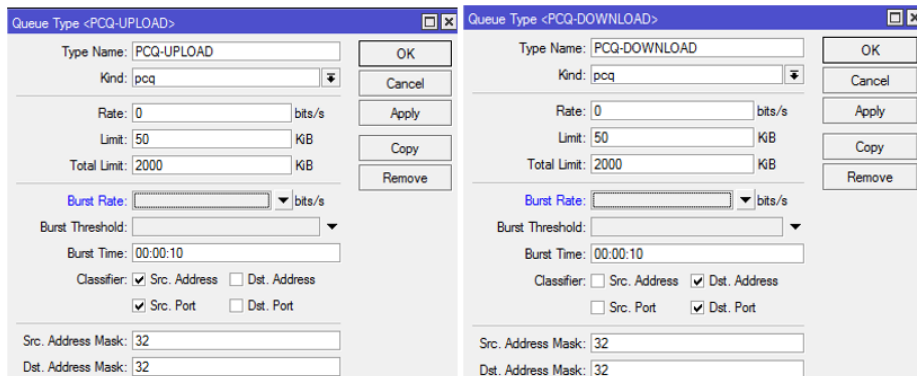 Queue Type <PCQ-UPLOAD>
Type Name: PCQ-UPLOAD
OK
Kind: pcq
Cancel
Rate: 0 bits/s
Apply
Limit: 50 KiB
Copy
Total Limit: 2000 KiB
Remove
Burst Rate: bits/s
Burst Threshold:
Burst Time: 00:00:10
Classifier: Src. Address Dst. Address
Src. Port Dst. Port
Src. Address Mask: 32
Dst. Address Mask: 32
Queue Type <PCQ-DOWNLOAD>
Type Name: PCQ-DOWNLOAD
OK
Kind: pcq
Cancel
Rate: 0 bits/s
Apply
Limit: 50 KiB
Copy
Total Limit: 2000 KiB
Remove
Burst Rate: bits/s
Burst Threshold:
Burst Time: 00:00:10
Classifier: Src. Address Dst. Address
Src. Port Dst. Port
Src. Address Mask: 32
Dst. Address Mask: 32